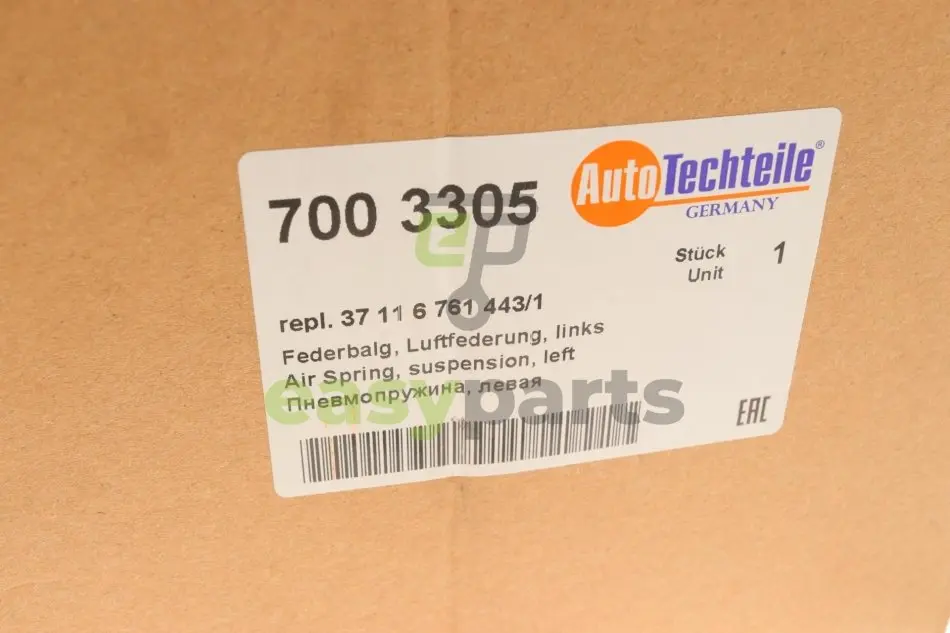 700 3305
AutoTechteile®
GERMANY
Stück 1
Unit
repl. 37 11 6 761 443/1
Federbalg, Luftfederung, links
Air Spring, suspension, left
Пневмопружина, левая
easyparts
EAC